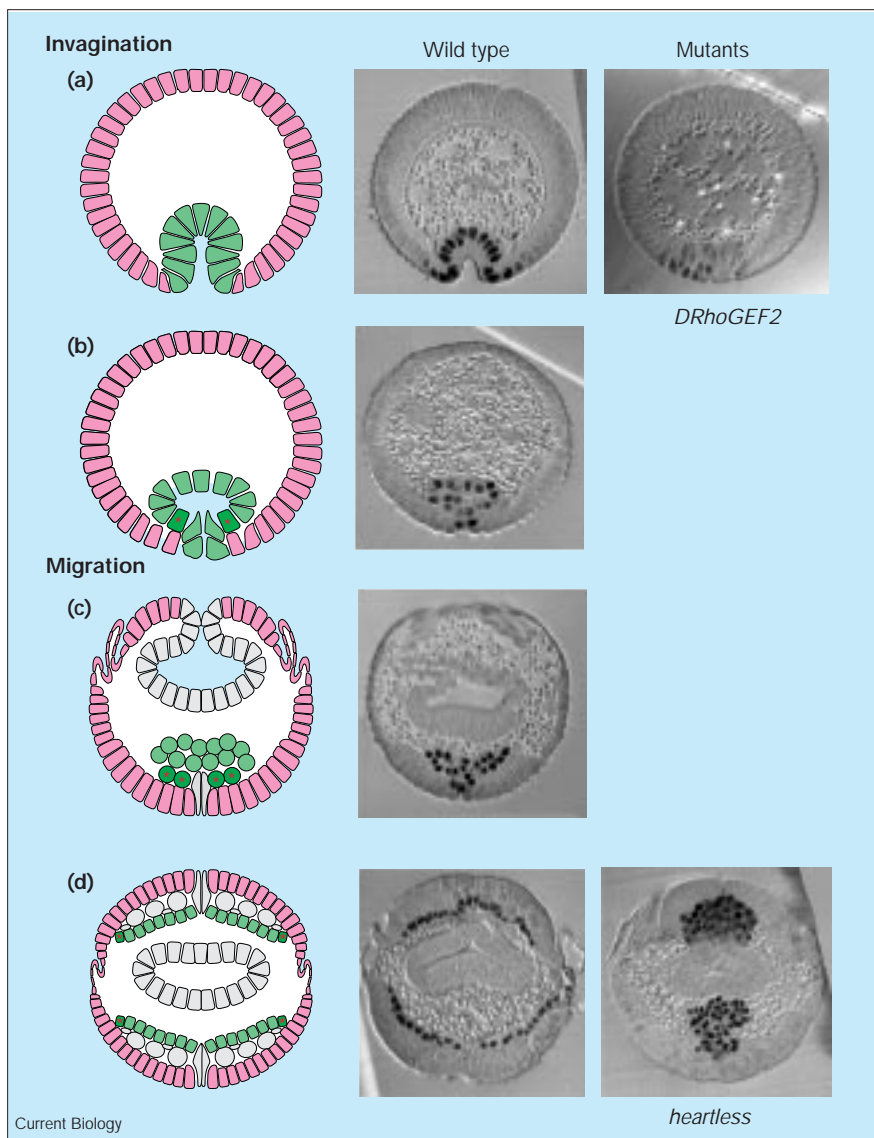 Invagination
Wild type
Mutants
(a)
DRhoGEF2
(b)
Migration
(c)
(d)
heartless
Current Biology